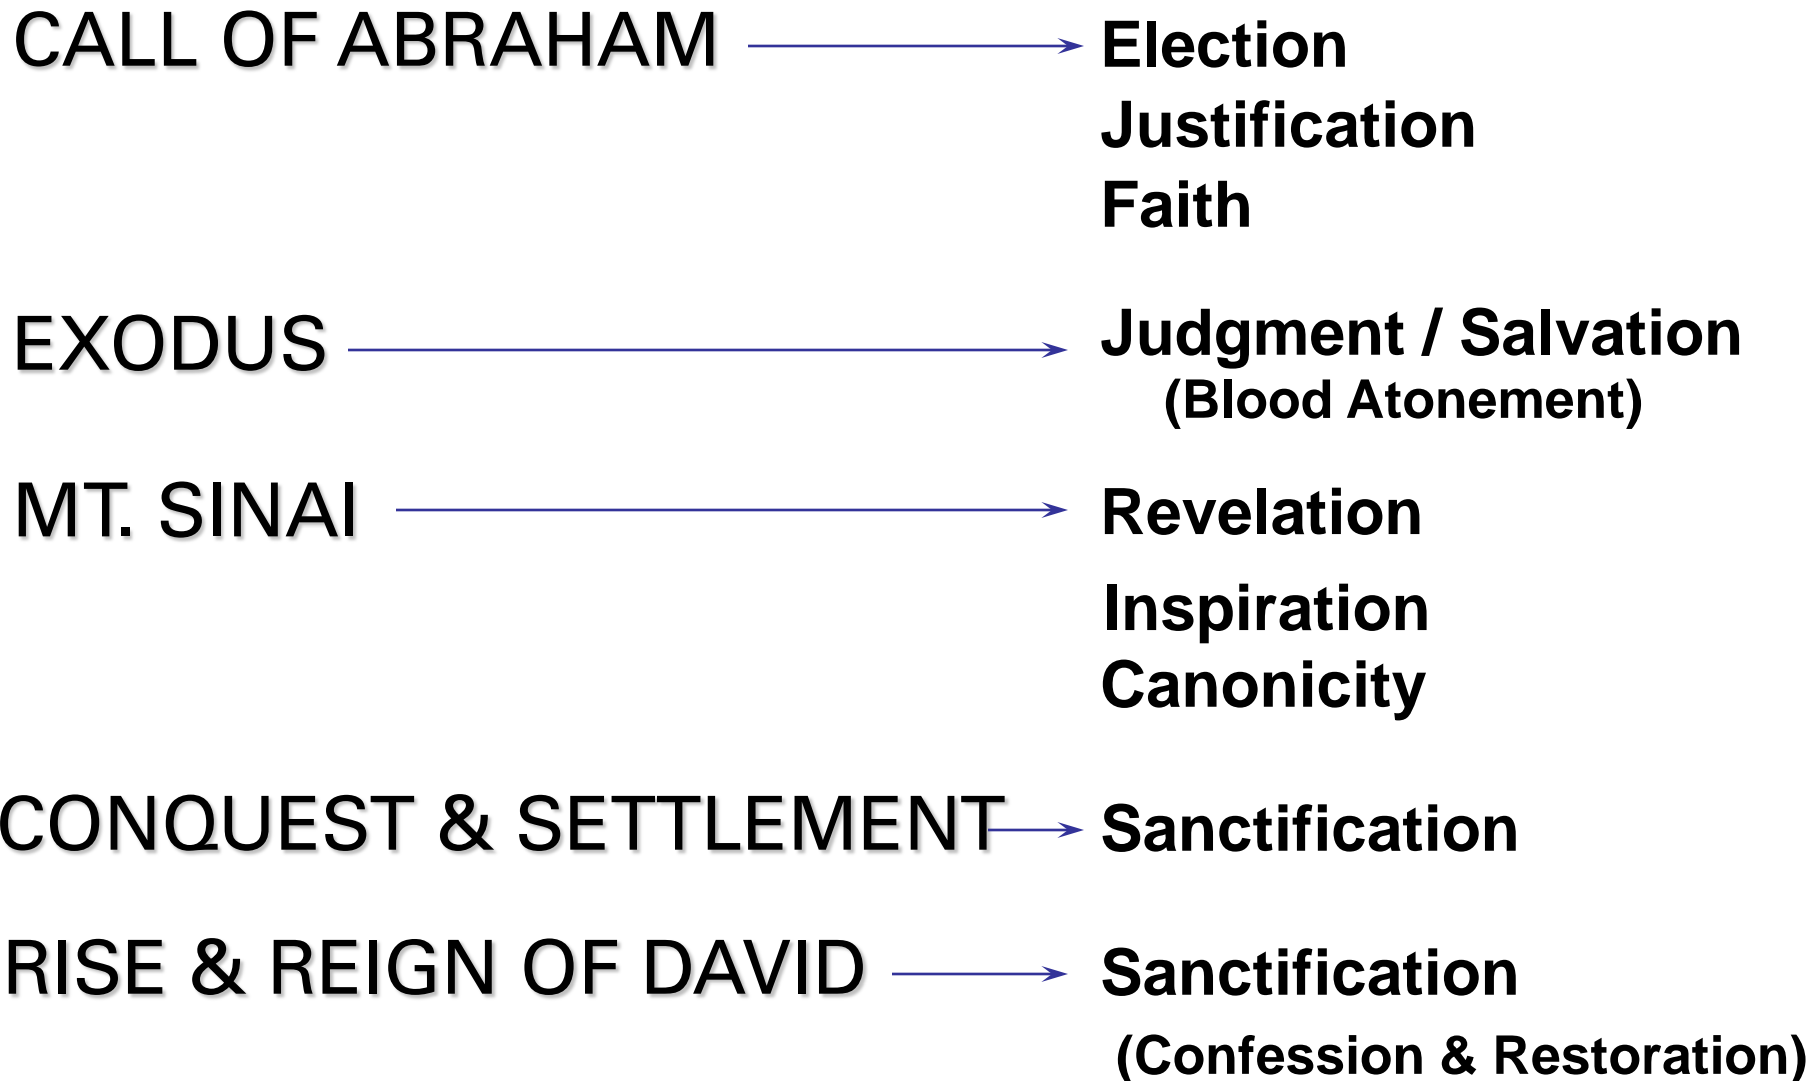 CALL OF ABRAHAM Election
Justification
Faith
EXODUS Judgment / Salvation
(Blood Atonement)
MT. SINAI Revelation
Inspiration
Canonicity
CONQUEST & SETTLEMENT Sanctification
RISE & REIGN OF DAVID Sanctification
(Confession & Restoration)